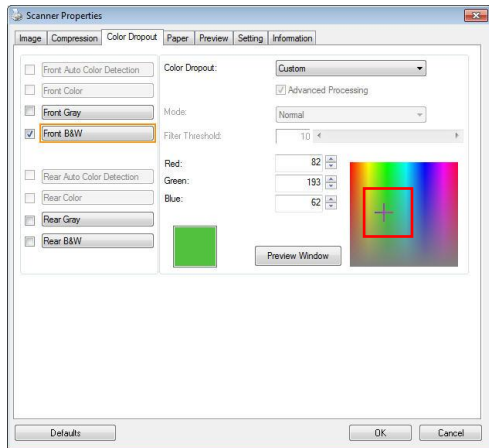 Scanner Properties
Image Compression Color Dropout Paper Preview Setting Information
Front Auto Color Detection
Front Color
Front Gray
Front B&W
Rear Auto Color Detection
Rear Color
Rear Gray
Rear B&W
Color Dropout: Custom
Advanced Processing
Mode: Normal
Filter Threshold: 10
Red: 82
Green: 193
Blue: 62
Preview Window
Defaults OK Cancel